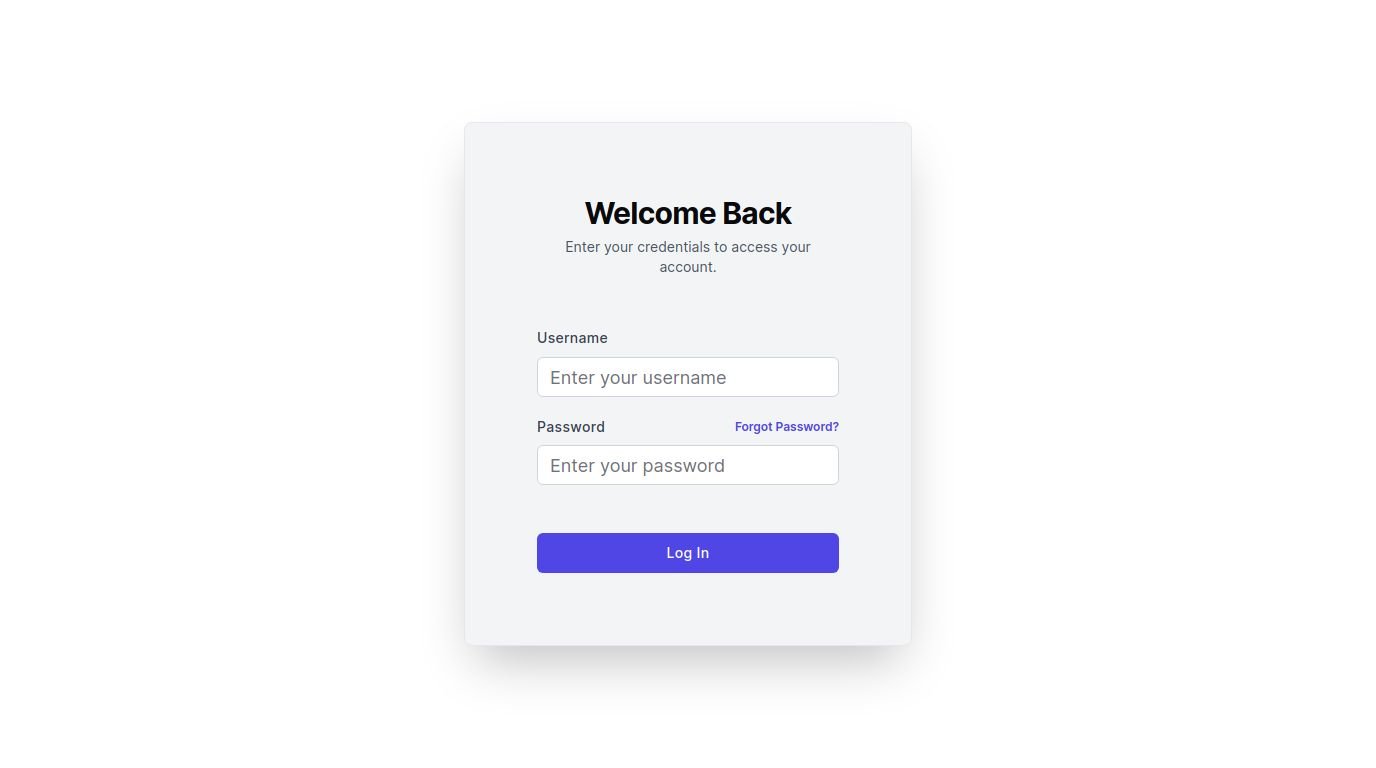 Welcome Back
Enter your credentials to access your
account.
Username
Enter your username
Password
Forgot Password?
Enter your password
Log In